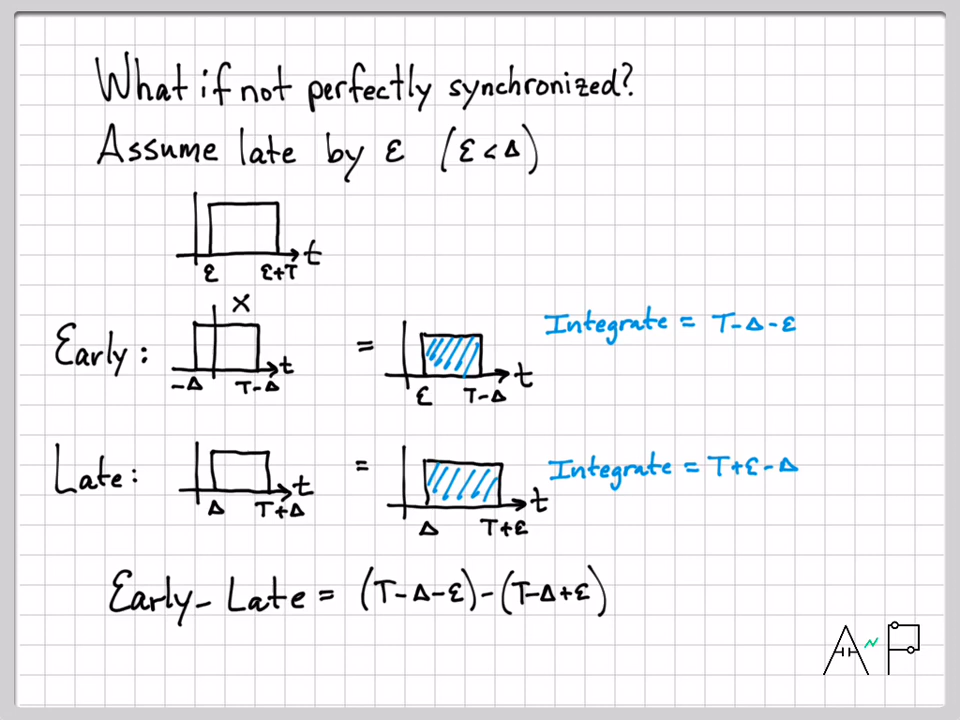 What if not perfectly synchronized?
Assume late by ε (ε < Δ)
t
ε ε+T
X
Early: t = t Integrate = T-Δ-ε
-Δ T-Δ ε T-Δ
Late: t = t Integrate = T+ε-Δ
Δ T+Δ Δ T+ε
Early - Late = (T-Δ-ε)-(T-Δ+ε)